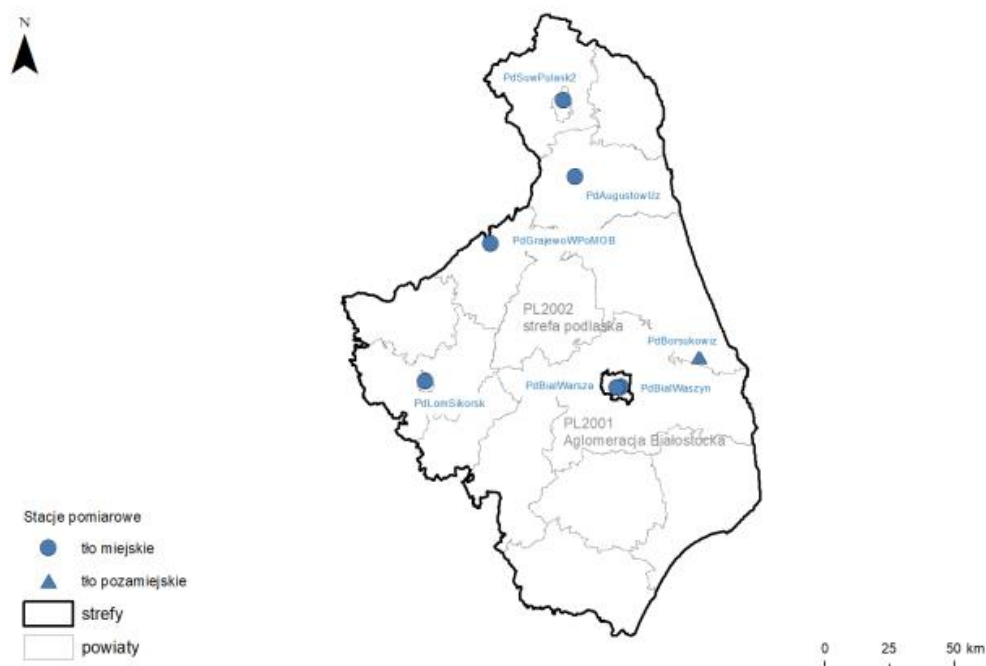 N
PdSuwPulask2
PdAugustowUz
PdGrajewoWPoMOB
PL2002
strefa podlaska
PdBorsukowiz
PdBialWarsza
PdBialWaszyn
PdLomSikorsk
PL2001
Aglomeracja Białostocka
Stacje pomiarowe
tło miejskie
tło pozamiejskie
strefy
powiaty
0 25 50 km